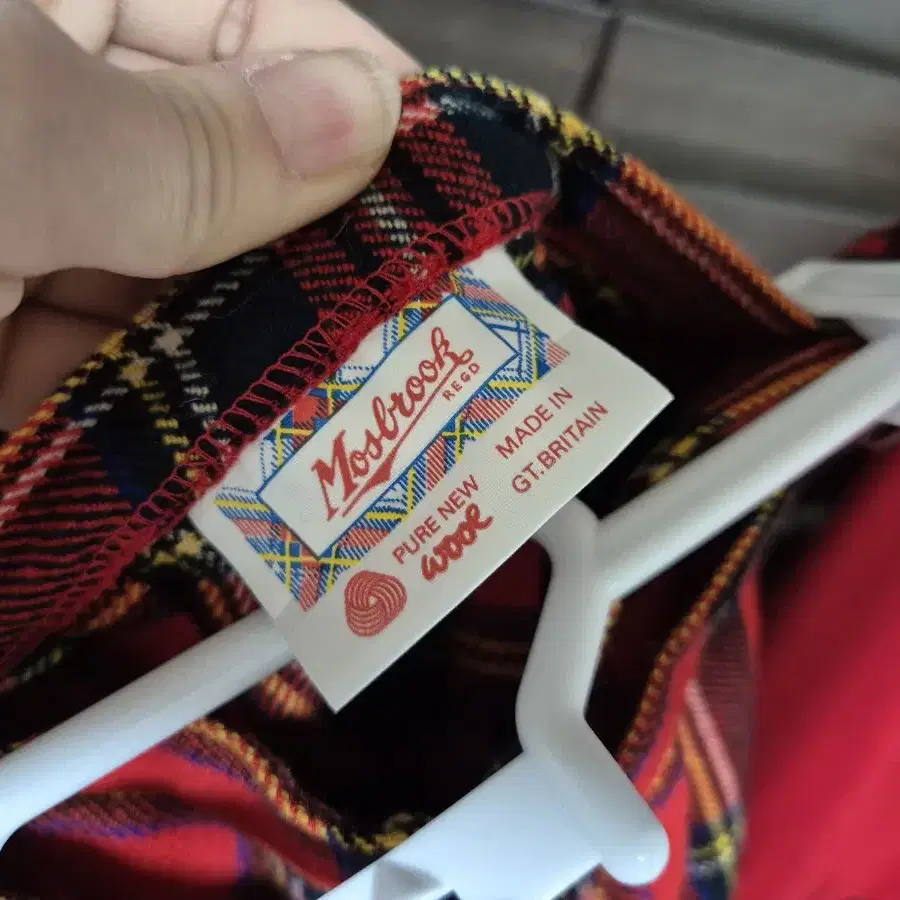 Mosbrook
REGD
PURE NEW
wool
MADE IN
GT. BRITAIN